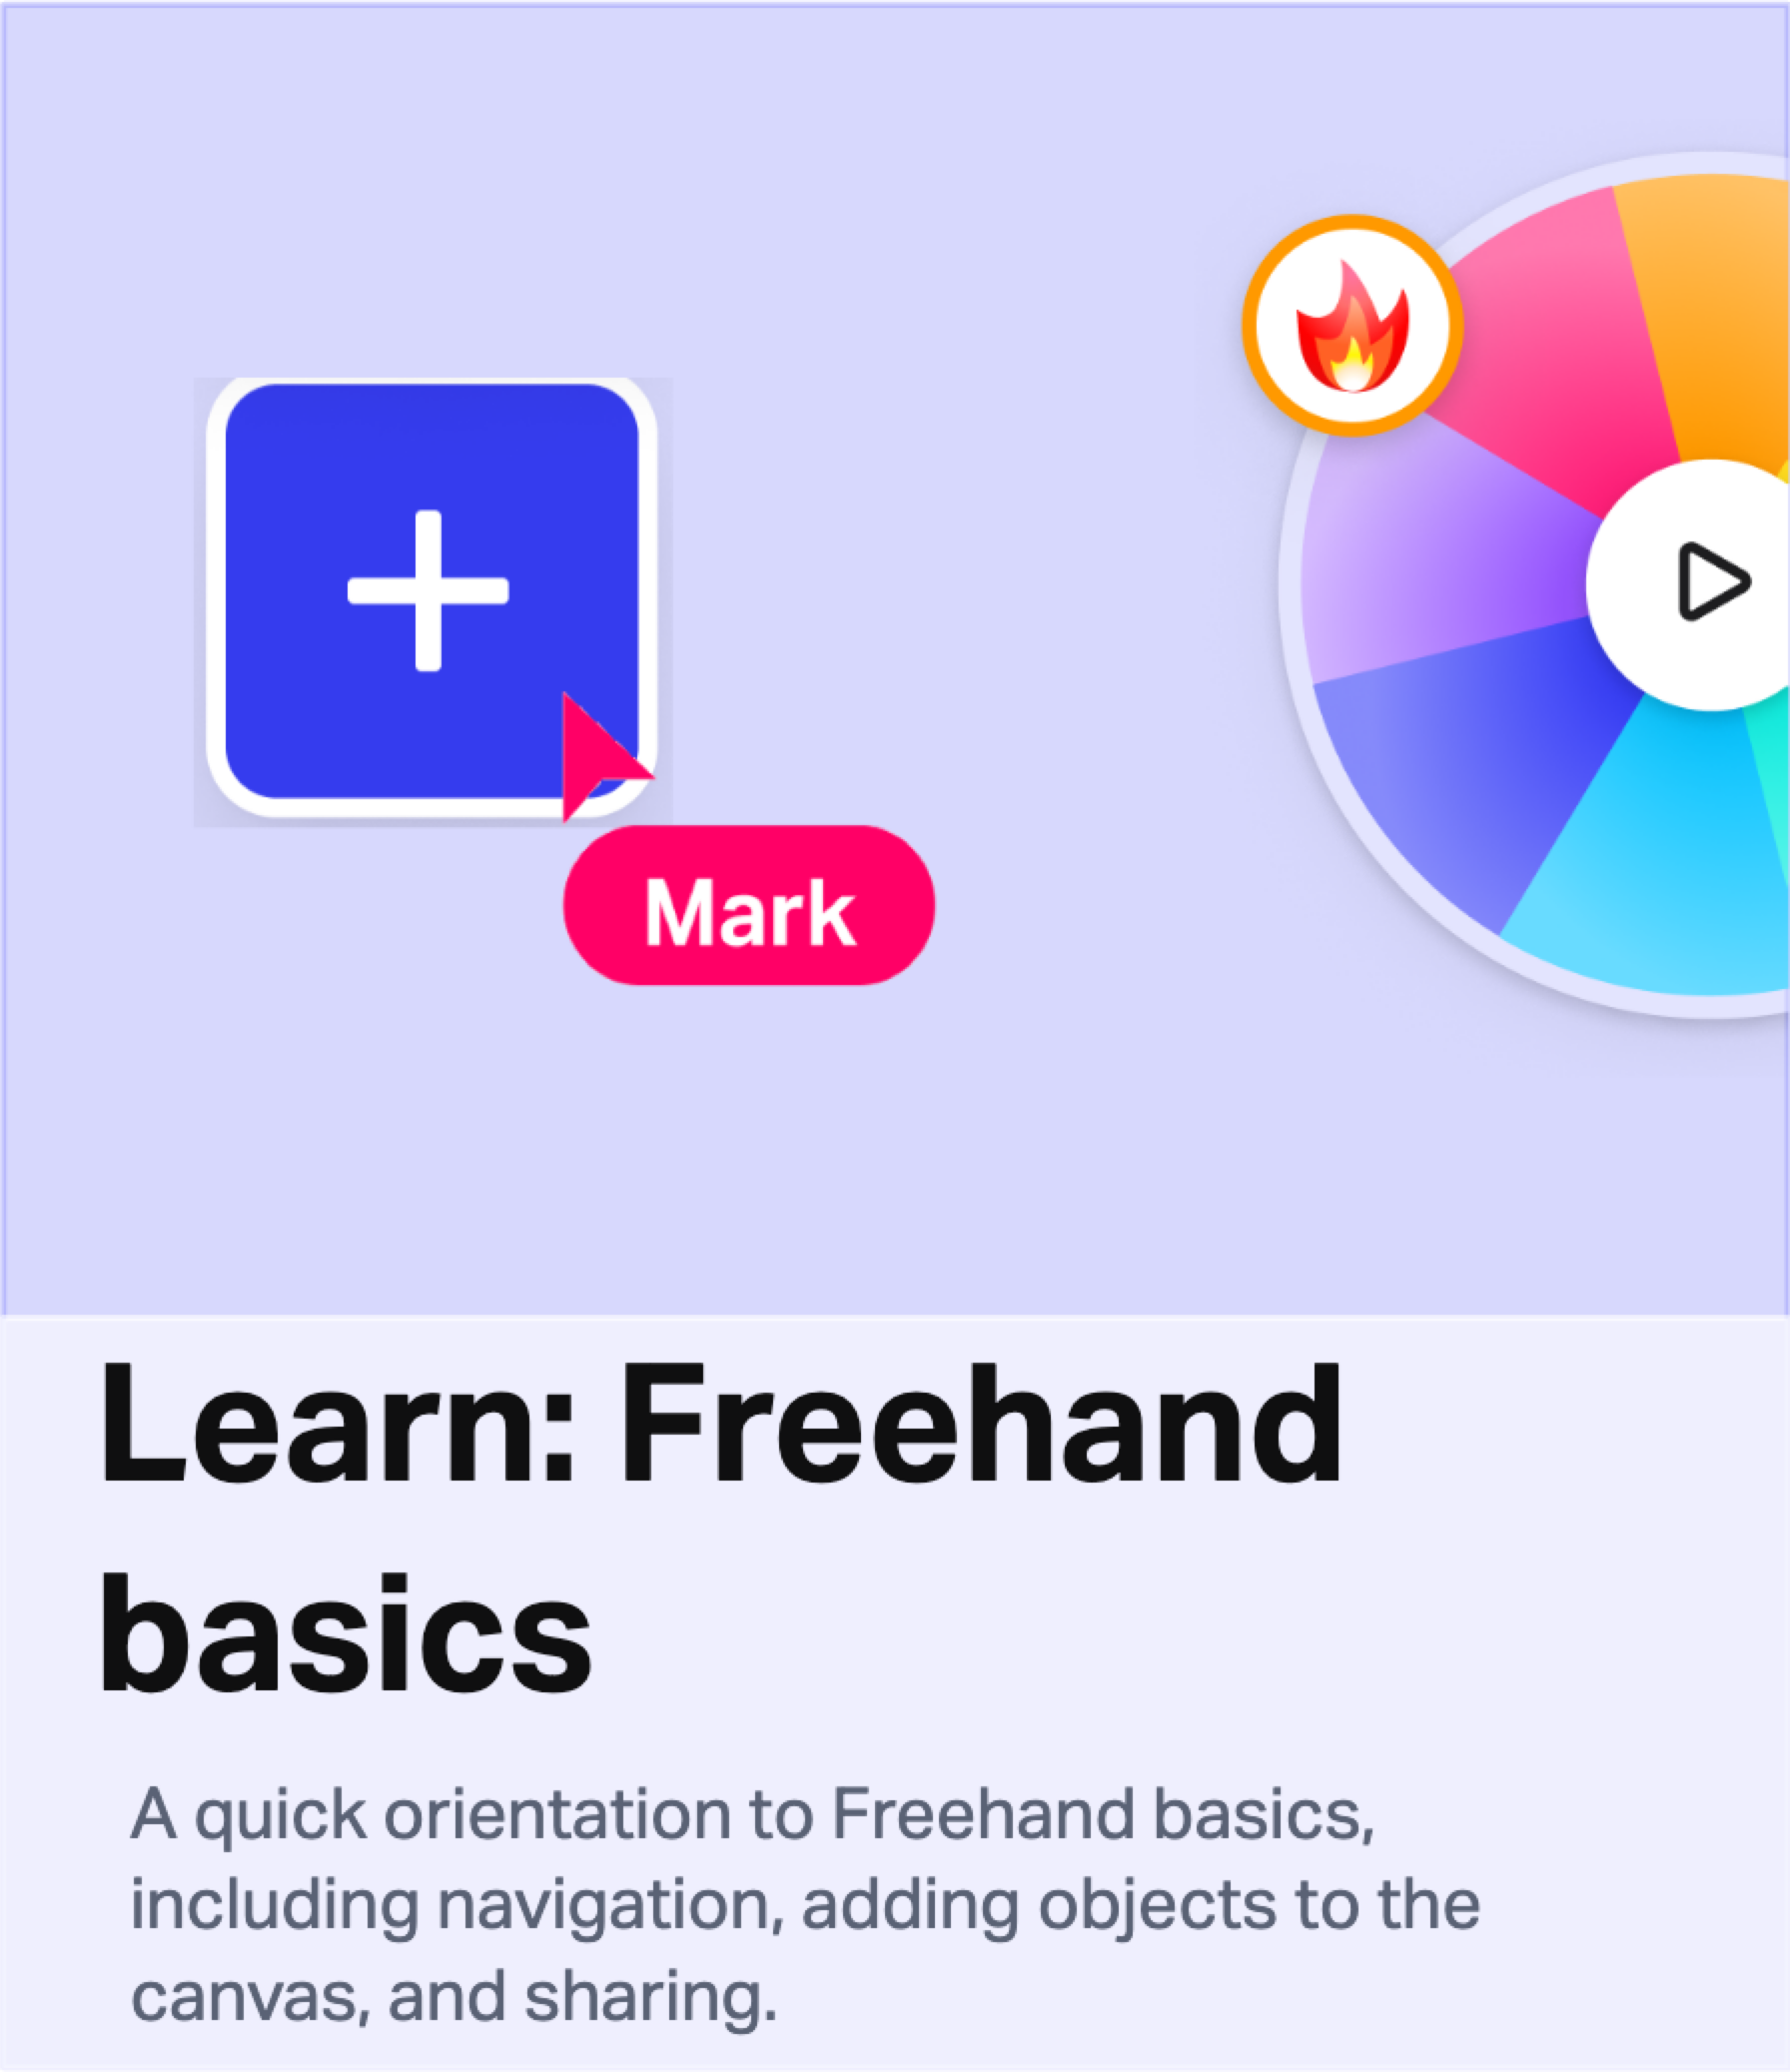 Mark
Learn: Freehand
basics
A quick orientation to Freehand basics,
including navigation, adding objects to the
canvas, and sharing.